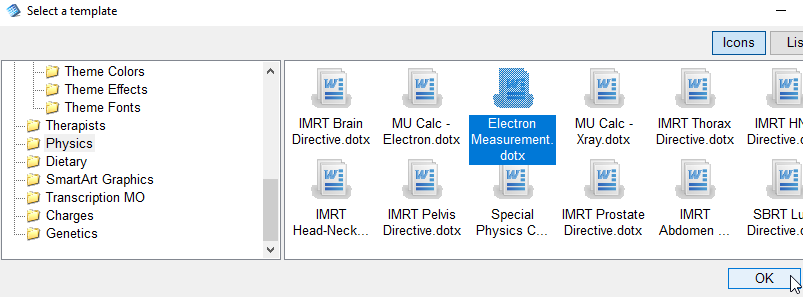 Select a template
Icons
Lis
Theme Colors
Theme Effects
Theme Fonts
Therapists
Physics
Dietary
SmartArt Graphics
Transcription MO
Charges
Genetics
IMRT Brain
Directive.dotx
MU Calc -
Electron.dotx
Electron
Measurement.
dotx
MU Calc -
Xray.dotx
IMRT Thorax
Directive.dotx
IMRT HN
Directive.d
IMRT
Head-Neck...
IMRT Pelvis
Directive.dotx
Special
Physics C...
IMRT Prostate
Directive.dotx
IMRT
Abdomen ...
SBRT Lu
Directive.d
OK